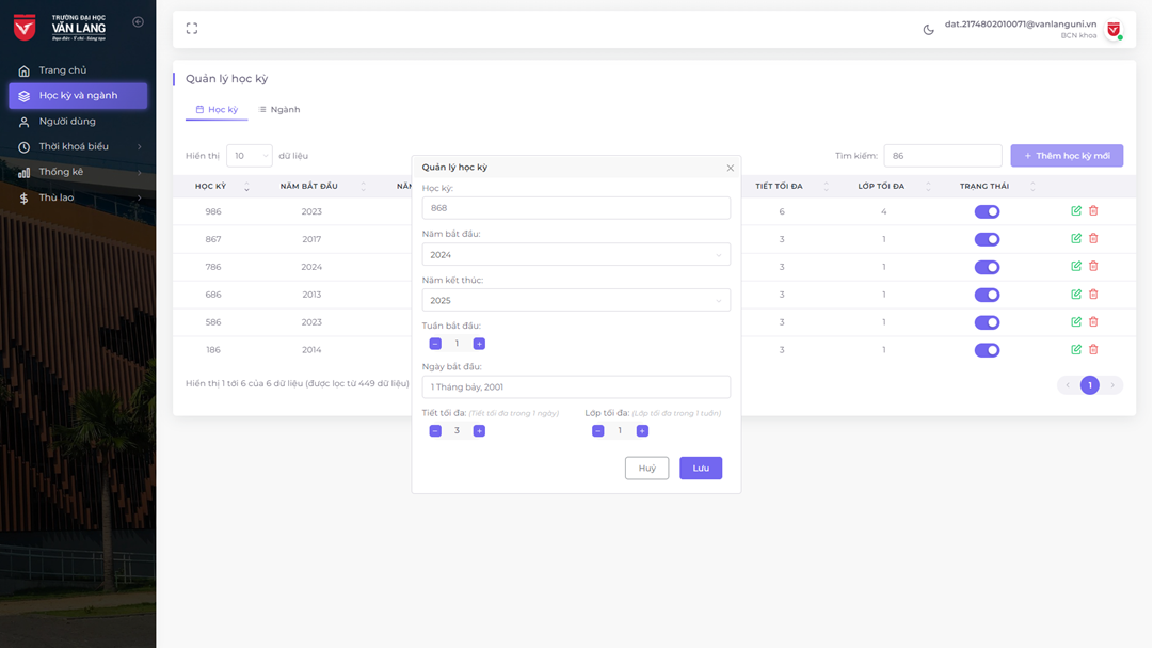 TRƯỜNG ĐẠI HỌC
VĂN LANG
Đạo đức - Ý chí - Sáng tạo
Trang chủ
Học kỳ và ngành
Người dùng
Thời khoá biểu
Thống kê
Thù lao
dat.2174802010071@vanlanguni.vn
BCN Khoa
Quản lý học kỳ
Học kỳ
Ngành
Hiển thị 10 dữ liệu
Tìm kiếm: 86
+ Thêm học kỳ mới
HỌC KỲ NĂM BẮT ĐẦU NĂM TIẾT TỐI ĐA LỚP TỐI ĐA TRẠNG THÁI
986 2023 6 4
867 2017 3 1
786 2024 3 1
686 2013 3 1
586 2023 3 1
186 2014 3 1
Hiển thị 1 tới 6 của 6 dữ liệu (được lọc từ 449 dữ liệu)
< 1 >
Quản lý học kỳ
Học kỳ:
868
Năm bắt đầu:
2024
Năm kết thúc:
2025
Tuần bắt đầu:
- 1 +
Ngày bắt đầu:
1 Tháng bảy, 2001
Tiết tối đa: (Tiết tối đa trong 1 ngày) Lớp tối đa: (Lớp tối đa trong 1 tuần)
- 3 + - 1 +
Huỷ Lưu